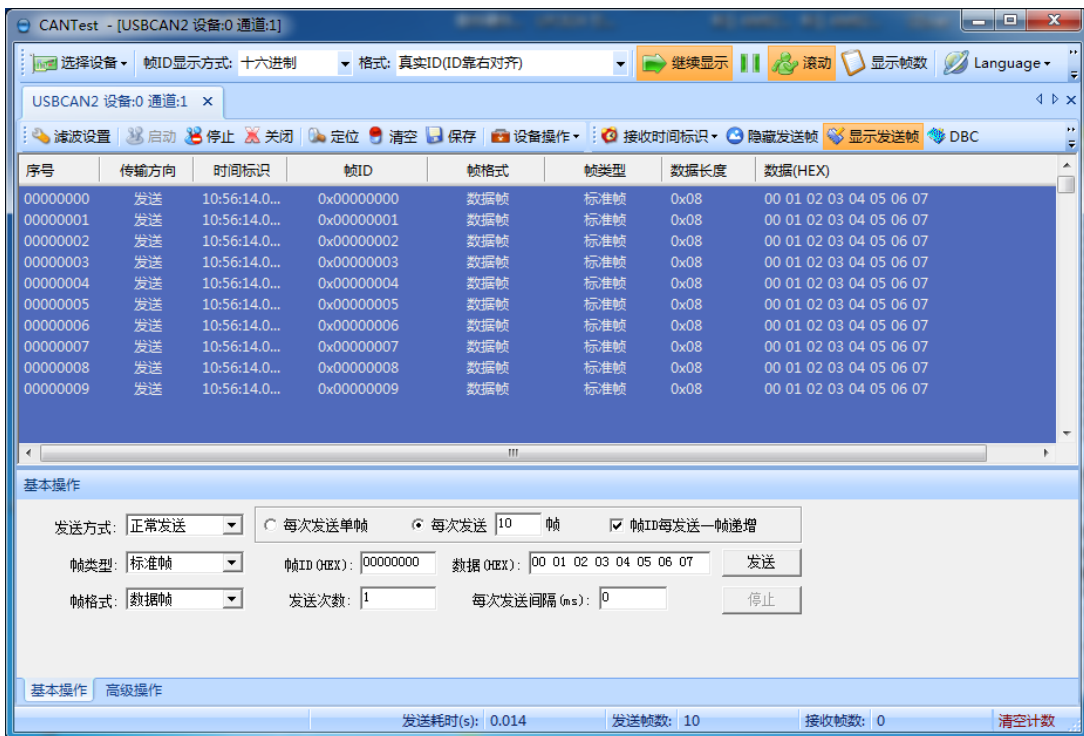 CANTest - [USBCAN2 设备:0 通道:1]
选择设备 帧ID显示方式: 十六进制 格式: 真实ID(ID靠右对齐) 继续显示 滚动 显示帧数 Language
USBCAN2 设备:0 通道:1 ×
滤波设置 启动 停止 关闭 定位 清空 保存 设备操作 接收时间标识 隐藏发送帧 显示发送帧 DBC
序号 传输方向 时间标识 帧ID 帧格式 帧类型 数据长度 数据(HEX)
00000000 发送 10:56:14.0... 0x00000000 数据帧 标准帧 0x08 00 01 02 03 04 05 06 07
00000001 发送 10:56:14.0... 0x00000001 数据帧 标准帧 0x08 00 01 02 03 04 05 06 07
00000002 发送 10:56:14.0... 0x00000002 数据帧 标准帧 0x08 00 01 02 03 04 05 06 07
00000003 发送 10:56:14.0... 0x00000003 数据帧 标准帧 0x08 00 01 02 03 04 05 06 07
00000004 发送 10:56:14.0... 0x00000004 数据帧 标准帧 0x08 00 01 02 03 04 05 06 07
00000005 发送 10:56:14.0... 0x00000005 数据帧 标准帧 0x08 00 01 02 03 04 05 06 07
00000006 发送 10:56:14.0... 0x00000006 数据帧 标准帧 0x08 00 01 02 03 04 05 06 07
00000007 发送 10:56:14.0... 0x00000007 数据帧 标准帧 0x08 00 01 02 03 04 05 06 07
00000008 发送 10:56:14.0... 0x00000008 数据帧 标准帧 0x08 00 01 02 03 04 05 06 07
00000009 发送 10:56:14.0... 0x00000009 数据帧 标准帧 0x08 00 01 02 03 04 05 06 07
基本操作
发送方式: 正常发送 每次发送单帧 每次发送 10 帧 帧ID每发送一帧递增
帧类型: 标准帧 帧ID(HEX): 00000000 数据(HEX): 00 01 02 03 04 05 06 07 发送
帧格式: 数据帧 发送次数: 1 每次发送间隔(ms): 0 停止
基本操作 高级操作
发送耗时(s): 0.014 发送帧数: 10 接收帧数: 0 清空计数